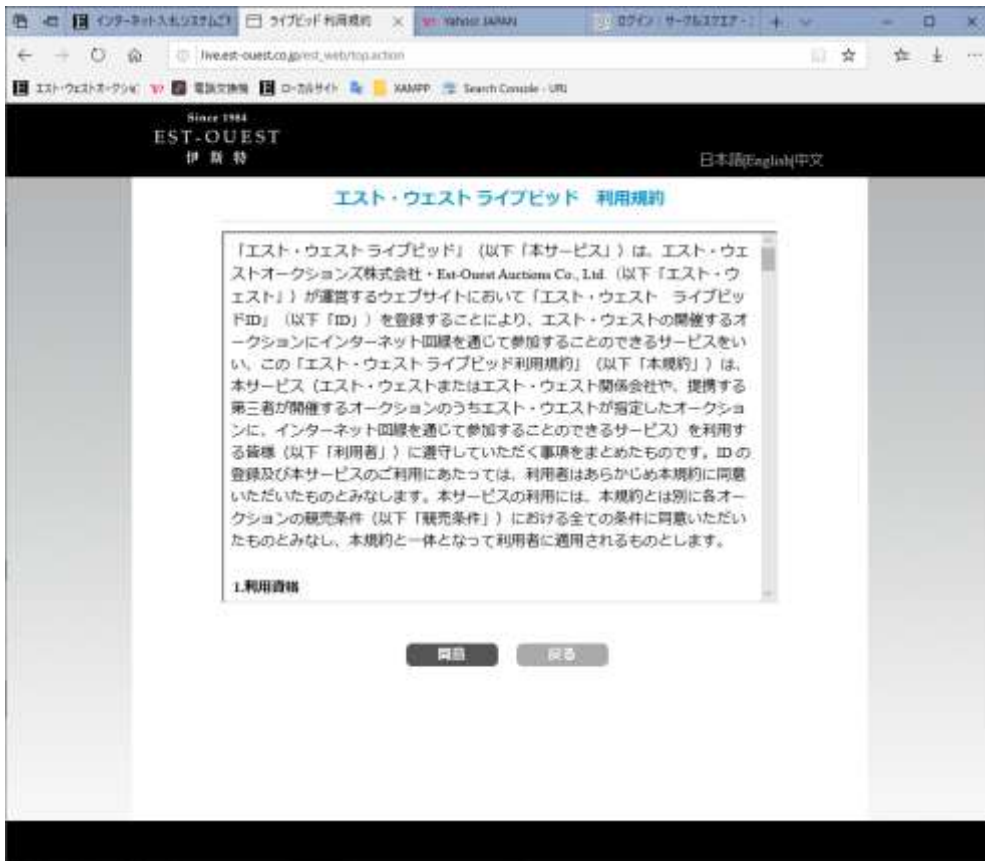 インターネット入札システムご
ライブビッド 利用規約
Yahoo! JAPAN
ログイン | サークルスクエア -
live.est-ouest.co.jp/est_web/top.action
エスト・ウェストオークション
電話交換機
ローカルサイト
XAMPP
Search Console - URL
Since 1984
EST-OUEST
伊 斯 特
日本語|English|中文
エスト・ウェスト ライブビッド 利用規約
「エスト・ウェスト ライブビッド」（以下「本サービス」）は、エスト・ウェ
ストオークションズ株式会社・Est-Ouest Auctions Co., Ltd.（以下「エスト・ウ
ェスト」）が運営するウェブサイトにおいて「エスト・ウェスト ライブビッ
ドID」（以下「ID」）を登録することにより、エスト・ウェストの開催するオ
ークションにインターネット回線を通じて参加することのできるサービスをい
い、この「エスト・ウェスト ライブビッド利用規約」（以下「本規約」）は、
本サービス（エスト・ウェストまたはエスト・ウェスト関係会社や、提携する
第三者が開催するオークションのうちエスト・ウエストが指定したオークショ
ンに、インターネット回線を通じて参加することのできるサービス）を利用す
る皆様（以下「利用者」）に遵守していただく事項をまとめたものです。ID の
登録及び本サービスのご利用にあたっては、利用者はあらかじめ本規約に同意
いただいたものとみなします。本サービスの利用には、本規約とは別に各オー
クションの競売条件（以下「競売条件」）における全ての条件に同意いただい
たものとみなし、本規約と一体となって利用者に適用されるものとします。
1.利用資格
同意
戻る